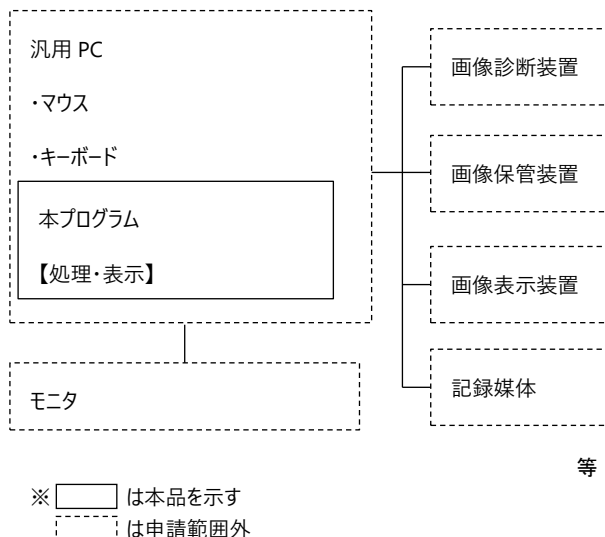 汎用 PC
・マウス
・キーボード
本プログラム
【処理・表示】
モニタ
画像診断装置
画像保管装置
画像表示装置
記録媒体
等
※ は本品を示す
は申請範囲外